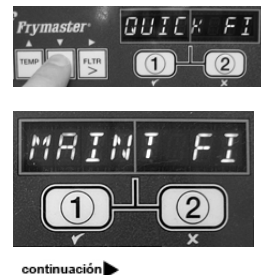 Frymaster
QUICK FI
TEMP
FLTR
>
1
2
✓
x
MAINT FI
1
2
✓
x
continuación